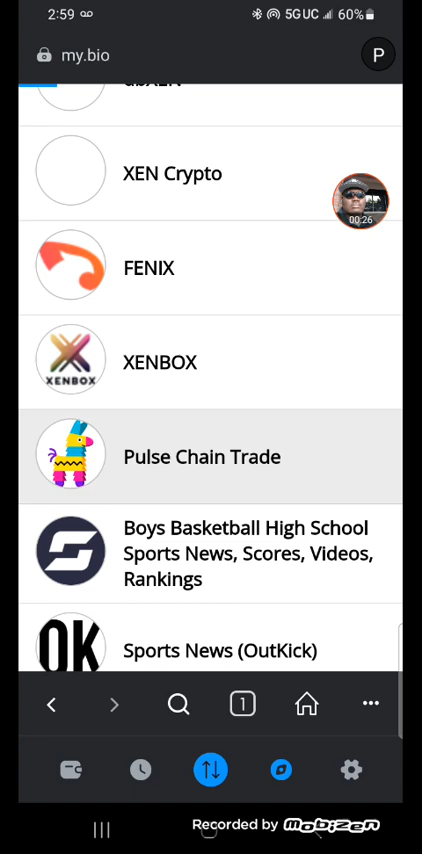 2:59
5G UC
60%
my.bio
P
XEN Crypto
00:26
FENIX
XENBOX
XENBOX
Pulse Chain Trade
Boys Basketball High School
Sports News, Scores, Videos,
Rankings
OK
Sports News (OutKick)
1
Recorded by MOBIZEN